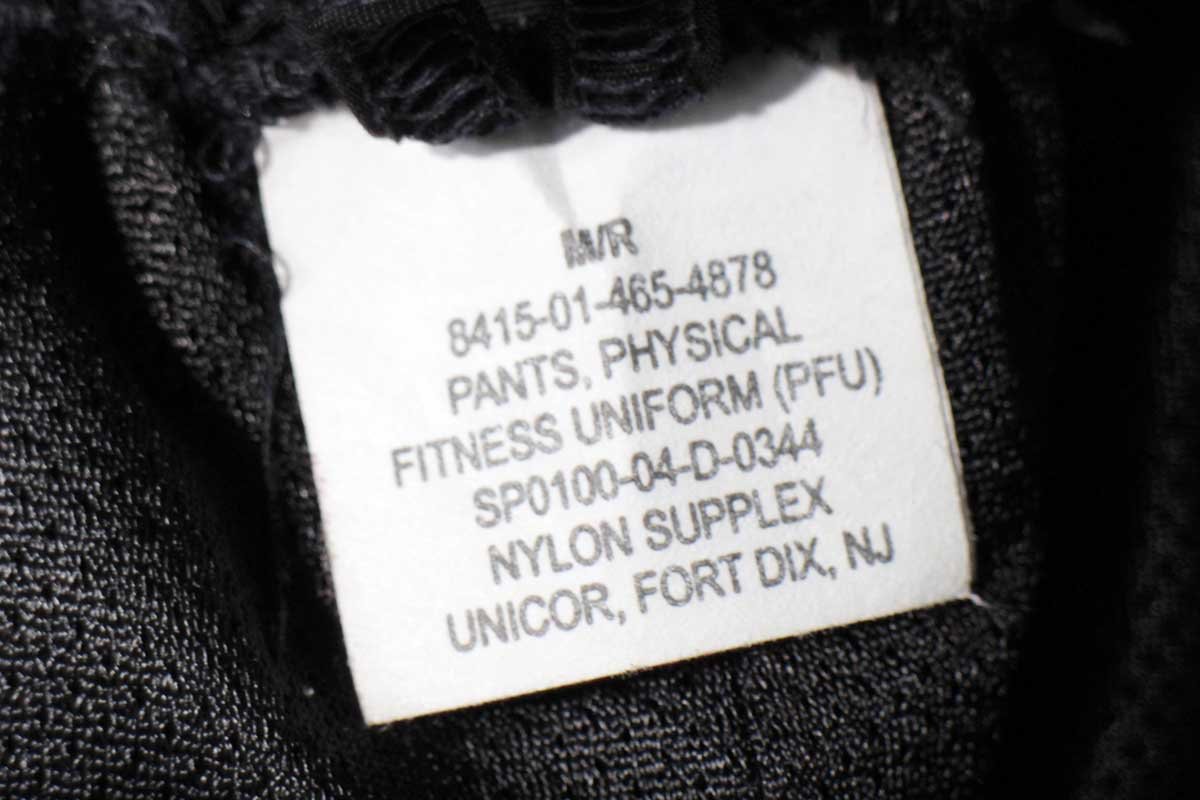 M/R
8415-01-465-4878
PANTS, PHYSICAL
FITNESS UNIFORM (PFU)
SP0100-04-D-0344
NYLON SUPPLEX
UNICOR, FORT DIX, NJ